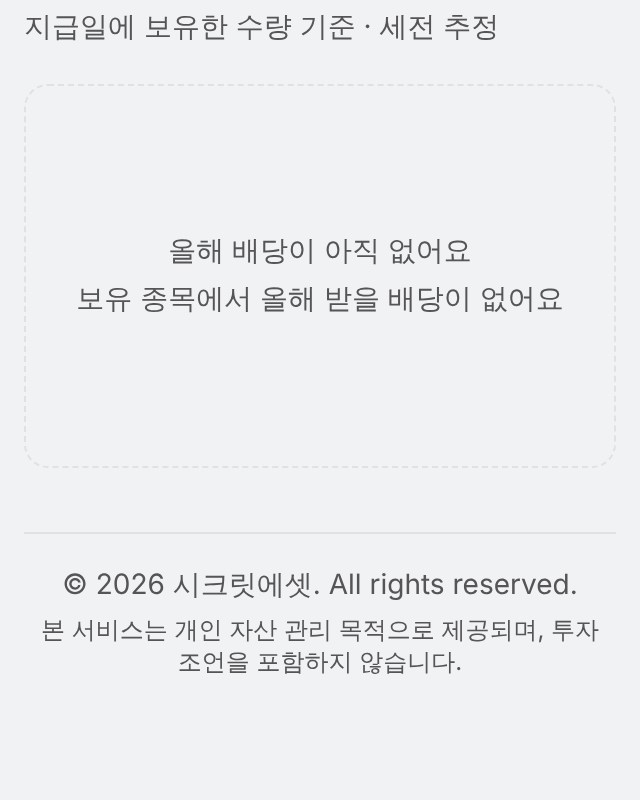 지급일에 보유한 수량 기준 · 세전 추정
올해 배당이 아직 없어요
보유 종목에서 올해 받을 배당이 없어요
© 2026 시크릿에셋. All rights reserved.
본 서비스는 개인 자산 관리 목적으로 제공되며, 투자
조언을 포함하지 않습니다.